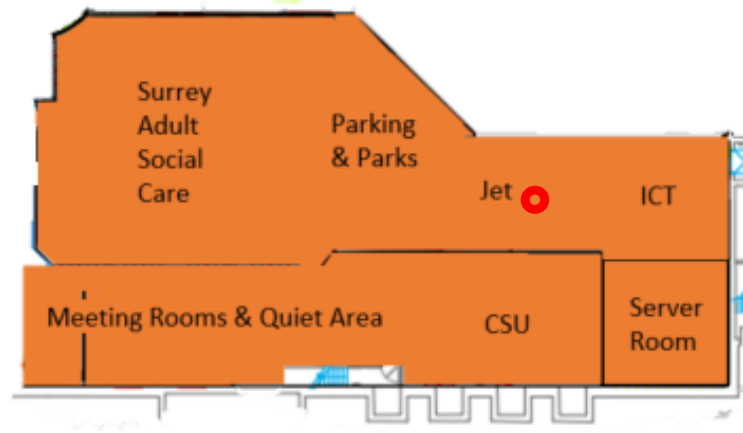 Surrey
Adult
Social
Care
Parking
& Parks
Jet
ICT
Meeting Rooms & Quiet Area
CSU
Server
Room